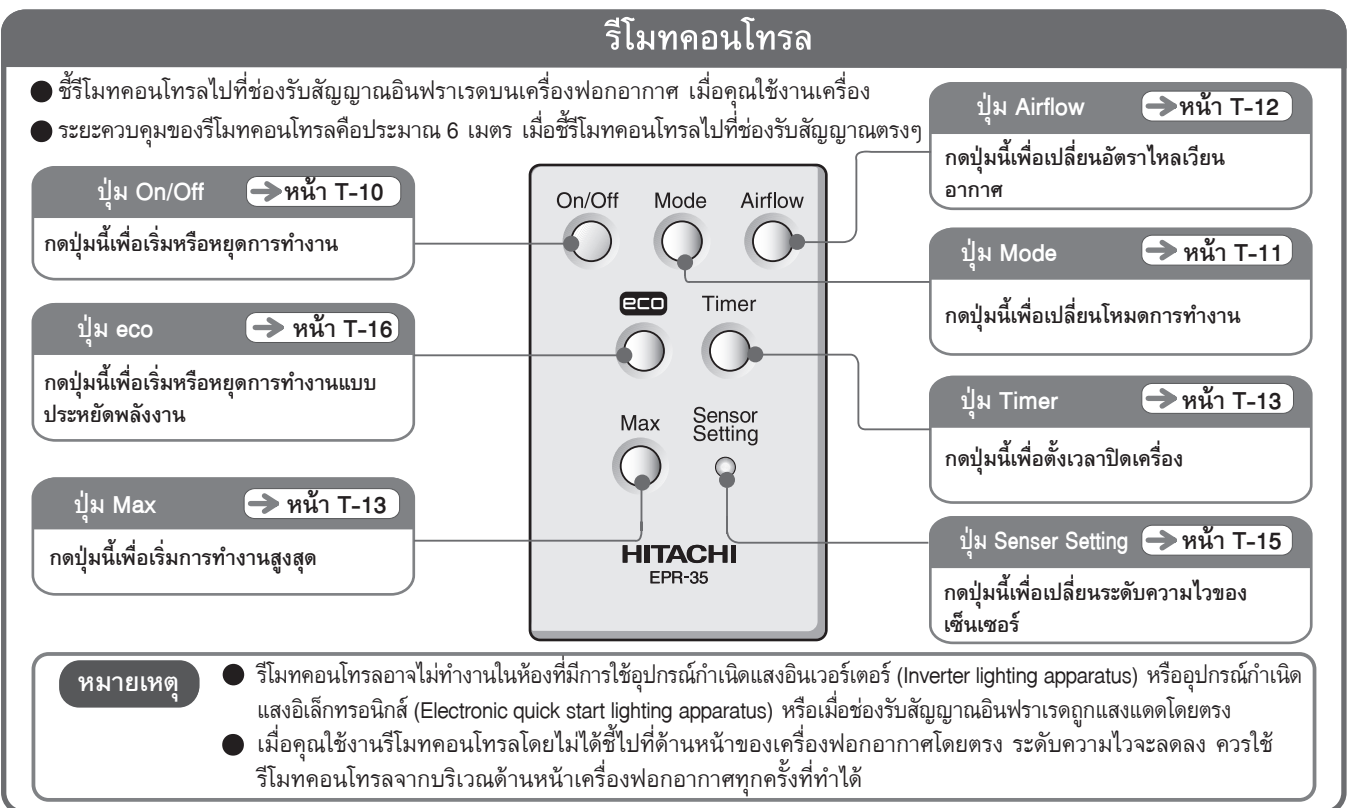 รีโมทคอนโทรล
● ชี้รีโมทคอนโทรลไปที่ช่องรับสัญญาณอินฟราเรดบนเครื่องฟอกอากาศ เมื่อคุณใช้งานเครื่อง
● ระยะควบคุมของรีโมทคอนโทรลคือประมาณ 6 เมตร เมื่อชี้รีโมทคอนโทรลไปที่ช่องรับสัญญาณตรงๆ
ปุ่ม On/Off → หน้า T-10
กดปุ่มนี้เพื่อเริ่มหรือหยุดการทำงาน
ปุ่ม eco → หน้า T-16
กดปุ่มนี้เพื่อเริ่มหรือหยุดการทำงานแบบ
ประหยัดพลังงาน
ปุ่ม Max → หน้า T-13
กดปุ่มนี้เพื่อเริ่มการทำงานสูงสุด
On/Off Mode Airflow
eco Timer
Max Sensor
Setting
HITACHI
EPR-35
ปุ่ม Airflow → หน้า T-12
กดปุ่มนี้เพื่อเปลี่ยนอัตราไหลเวียน
อากาศ
ปุ่ม Mode → หน้า T-11
กดปุ่มนี้เพื่อเปลี่ยนโหมดการทำงาน
ปุ่ม Timer → หน้า T-13
กดปุ่มนี้เพื่อตั้งเวลาปิดเครื่อง
ปุ่ม Senser Setting → หน้า T-15
กดปุ่มนี้เพื่อเปลี่ยนระดับความไวของ
เซ็นเซอร์
หมายเหตุ
● รีโมทคอนโทรลอาจไม่ทำงานในห้องที่มีการใช้อุปกรณ์กำเนิดแสงอินเวอร์เตอร์ (Inverter lighting apparatus) หรืออุปกรณ์กำเนิด
แสงอิเล็กทรอนิกส์ (Electronic quick start lighting apparatus) หรือเมื่อช่องรับสัญญาณอินฟราเรดถูกแสงแดดโดยตรง
● เมื่อคุณใช้งานรีโมทคอนโทรลโดยไม่ได้ชี้ไปที่ด้านหน้าของเครื่องฟอกอากาศโดยตรง ระดับความไวจะลดลง ควรใช้
รีโมทคอนโทรลจากบริเวณด้านหน้าเครื่องฟอกอากาศทุกครั้งที่ทำได้